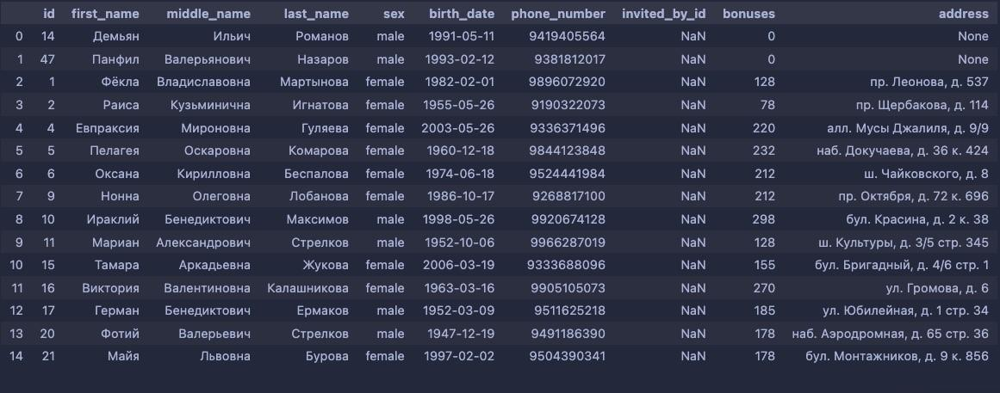 id first_name middle_name last_name sex birth_date phone_number invited_by_id bonuses address
0 14 Демьян Ильич Романов male 1991-05-11 9419405564 NaN 0 None
1 47 Панфил Валерьянович Назаров male 1993-02-12 9381812017 NaN 0 None
2 1 Фёкла Владиславовна Мартынова female 1982-02-01 9896072920 NaN 128 пр. Леонова, д. 537
3 2 Раиса Кузьминична Игнатова female 1955-05-26 9190322073 NaN 78 пр. Щербакова, д. 114
4 4 Евпраксия Мироновна Гуляева female 2003-05-26 9336371496 NaN 220 алл. Мусы Джалиля, д. 9/9
5 5 Пелагея Оскаровна Комарова female 1960-12-18 9844123848 NaN 232 наб. Докучаева, д. 36 к. 424
6 6 Оксана Кирилловна Беспалова female 1974-06-18 9524441984 NaN 212 ш. Чайковского, д. 8
7 9 Нонна Олеговна Лобанова female 1986-10-17 9268817100 NaN 212 пр. Октября, д. 72 к. 696
8 10 Ираклий Бенедиктович Максимов male 1998-05-26 9920674128 NaN 298 бул. Красина, д. 2 к. 38
9 11 Мариан Александрович Стрелков male 1952-10-06 9966287019 NaN 128 ш. Культуры, д. 3/5 стр. 345
10 15 Тамара Аркадьевна Жукова female 2006-03-19 9333688096 NaN 155 бул. Бригадный, д. 4/6 стр. 1
11 16 Виктория Валентиновна Калашникова female 1963-03-16 9905105073 NaN 270 ул. Громова, д. 6
12 17 Герман Бенедиктович Ермаков male 1952-03-09 9511625218 NaN 185 ул. Юбилейная, д. 1 стр. 34
13 20 Фотий Валерьевич Стрелков male 1947-12-19 9491186390 NaN 178 наб. Аэродромная, д. 65 стр. 36
14 21 Майя Львовна Бурова female 1997-02-02 9504390341 NaN 178 бул. Монтажников, д. 9 к. 856